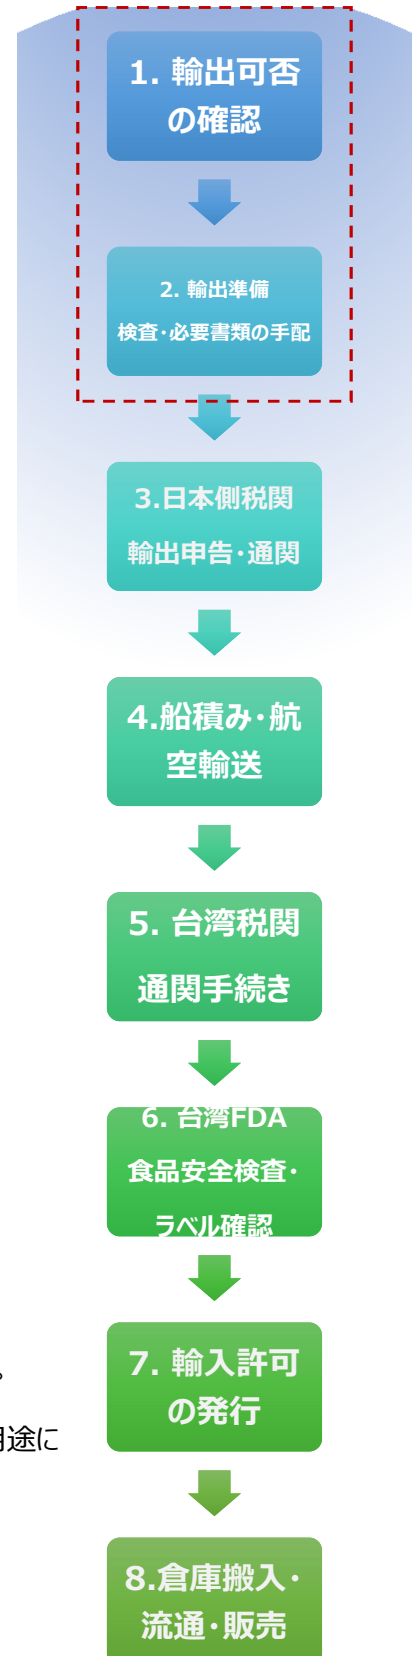 1. 輸出可否
の確認
2. 輸出準備
検査・必要書類の手配
3.日本側税関
輸出申告・通関
4.船積み・航
空輸送
5. 台湾税関
通関手続き
6. 台湾FDA
食品安全検査・
ラベル確認
。
7. 輸入許可
の発行
用途に
8.倉庫搬入・
流通・販売